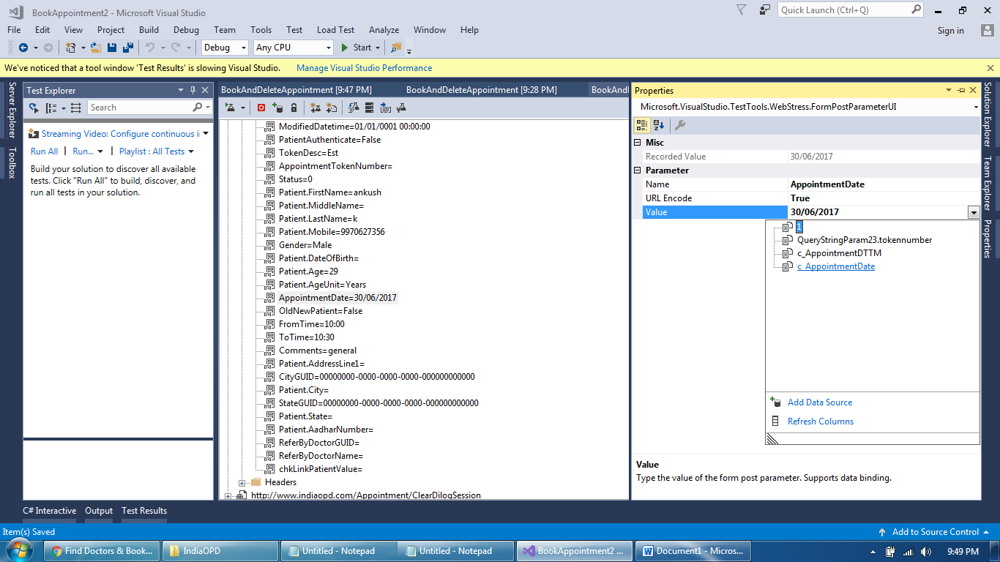 BookAppointment2 - Microsoft Visual Studio
Quick Launch (Ctrl+Q)
File Edit View Project Build Debug Team Tools Test Load Test Analyze Window Help
Sign in
Debug Any CPU Start
We've noticed that a tool window 'Test Results' is slowing Visual Studio. Manage Visual Studio Performance
Server Explorer
Toolbox
Test Explorer
Search
Streaming Video: Configure continuous i
Run All | Run... | Playlist : All Tests
Build your solution to discover all available
tests. Click "Run All" to build, discover, and
run all tests in your solution.
BookAndDeleteAppointment [9:47 PM] BookAndDeleteAppointment [9:28 PM] BookAndI
ModifiedDatetime=01/01/0001 00:00:00
PatientAuthenticate=False
TokenDesc=Est
AppointmentTokenNumber=
Status=0
Patient.FirstName=ankush
Patient.MiddleName=
Patient.LastName=k
Patient.Mobile=9970627356
Gender=Male
Patient.DateOfBirth=
Patient.Age=29
Patient.AgeUnit=Years
AppointmentDate=30/06/2017
OldNewPatient=False
FromTime=10:00
ToTime=10:30
Comments=general
Patient.AddressLine1=
CityGUID=00000000-0000-0000-0000-000000000000
Patient.City=
StateGUID=00000000-0000-0000-0000-000000000000
Patient.State=
Patient.AadharNumber=
ReferByDoctorGUID=
ReferByDoctorName=
chkLinkPatientValue=
Headers
http://www.indiaopd.com/Appointment/ClearDilogSession
Properties
Microsoft.VisualStudio.TestTools.WebStress.FormPostParameterUI
Misc
Recorded Value 30/06/2017
Parameter
Name AppointmentDate
URL Encode True
Value 30/06/2017
1
QueryStringParam23.tokennumber
c_AppointmentDTTM
c_AppointmentDate
Add Data Source
Refresh Columns
Value
Type the value of the form post parameter. Supports data binding.
Solution Explorer
Team Explorer
Properties
C# Interactive Output Test Results
Item(s) Saved
Add to Source Control
Find Doctors & Book... IndiaOPD Untitled - Notepad Untitled - Notepad BookAppointment2 ... Document1 - Micros...
9:49 PM